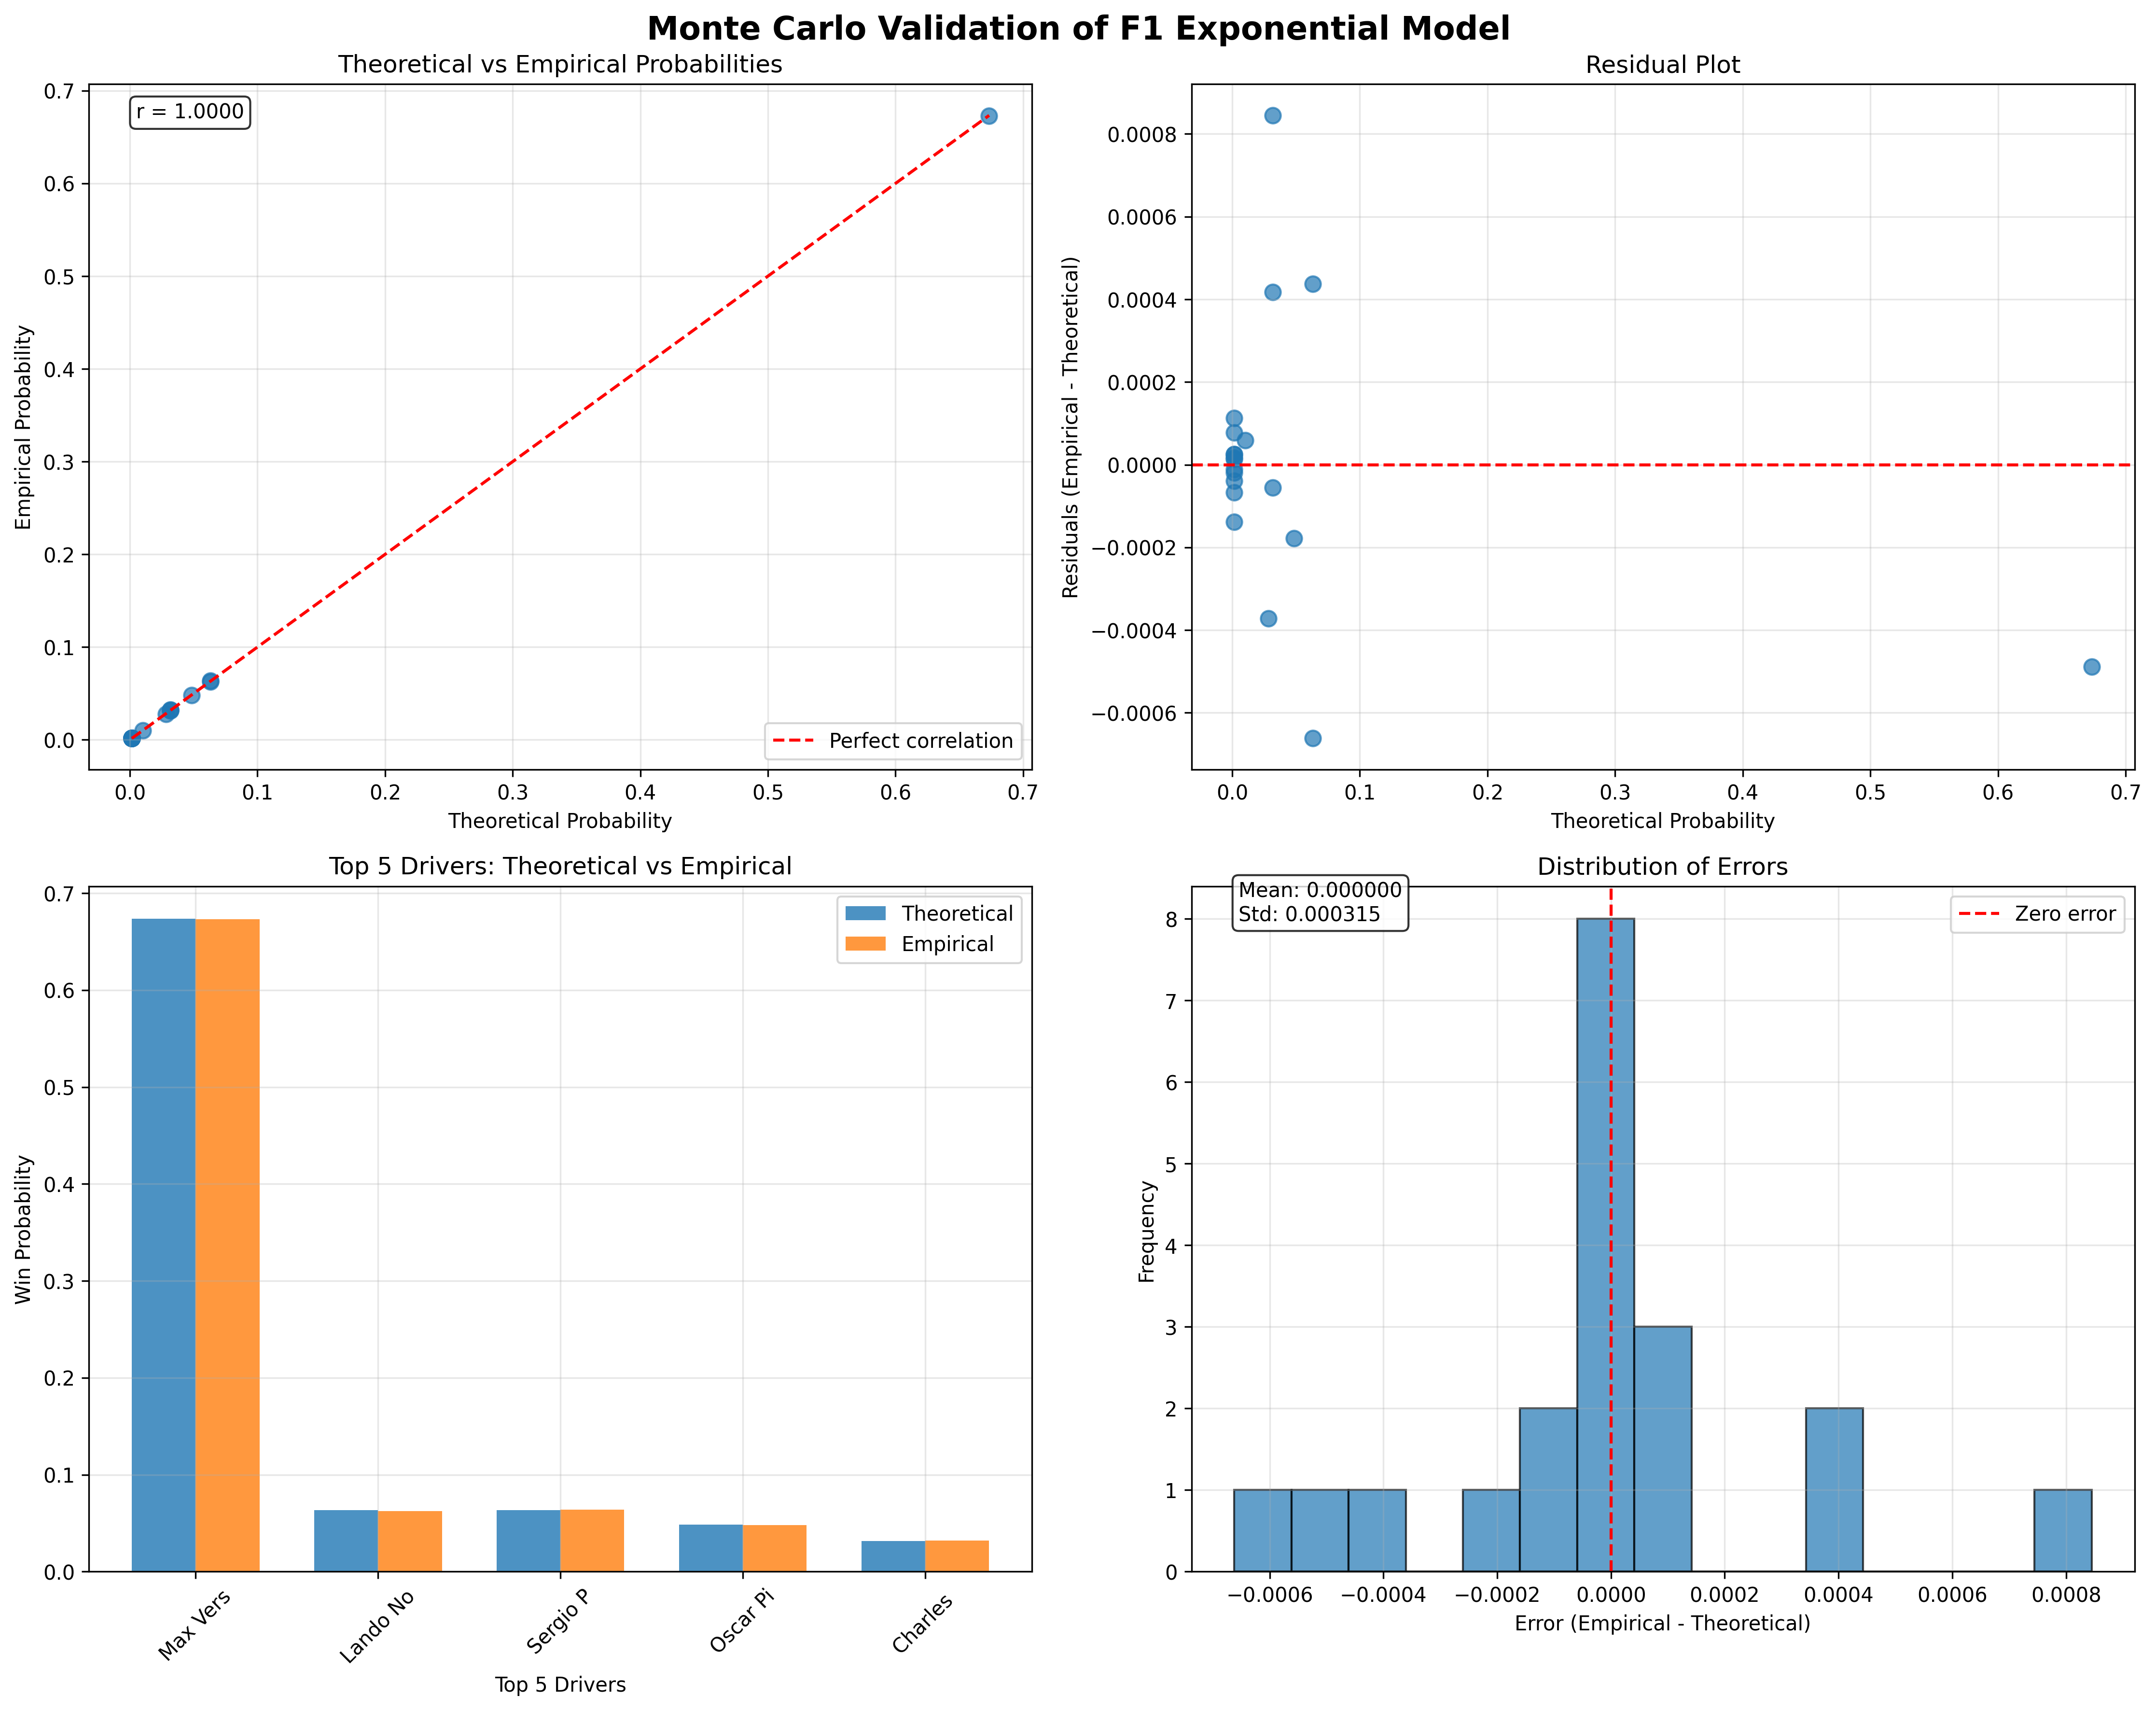 Monte Carlo Validation of F1 Exponential Model
Theoretical vs Empirical Probabilities
r = 1.0000
0.7
0.6
0.5
0.4
0.3
0.2
0.1
0.0
Empirical Probability
Perfect correlation
0.0 0.1 0.2 0.3 0.4 0.5 0.6 0.7
Theoretical Probability
Residual Plot
0.0008
0.0006
0.0004
0.0002
0.0000
−0.0002
−0.0004
−0.0006
Residuals (Empirical - Theoretical)
0.0 0.1 0.2 0.3 0.4 0.5 0.6 0.7
Theoretical Probability
Top 5 Drivers: Theoretical vs Empirical
Theoretical
Empirical
0.7
0.6
0.5
0.4
0.3
0.2
0.1
0.0
Win Probability
Max Vers Lando No Sergio P Oscar Pi Charles
Top 5 Drivers
Distribution of Errors
Mean: 0.000000
Std: 0.000315
Zero error
8
7
6
5
4
3
2
1
0
Frequency
−0.0006 −0.0004 −0.0002 0.0000 0.0002 0.0004 0.0006 0.0008
Error (Empirical - Theoretical)